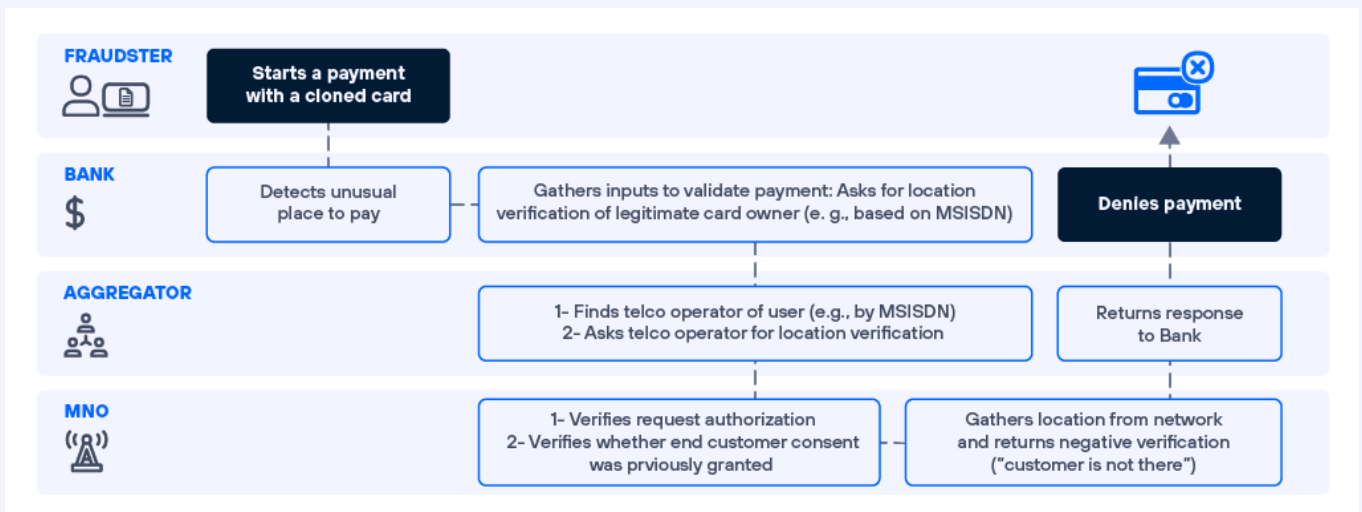 FRAUDSTER
Starts a payment
with a cloned card
BANK
$
Detects unusual
place to pay
Gathers inputs to validate payment: Asks for location
verification of legitimate card owner (e. g., based on MSISDN)
Denies payment
AGGREGATOR
1- Finds telco operator of user (e.g., by MSISDN)
2- Asks telco operator for location verification
Returns response
to Bank
MNO
1- Verifies request authorization
2- Verifies whether end customer consent
was prviously granted
Gathers location from network
and returns negative verification
("customer is not there")